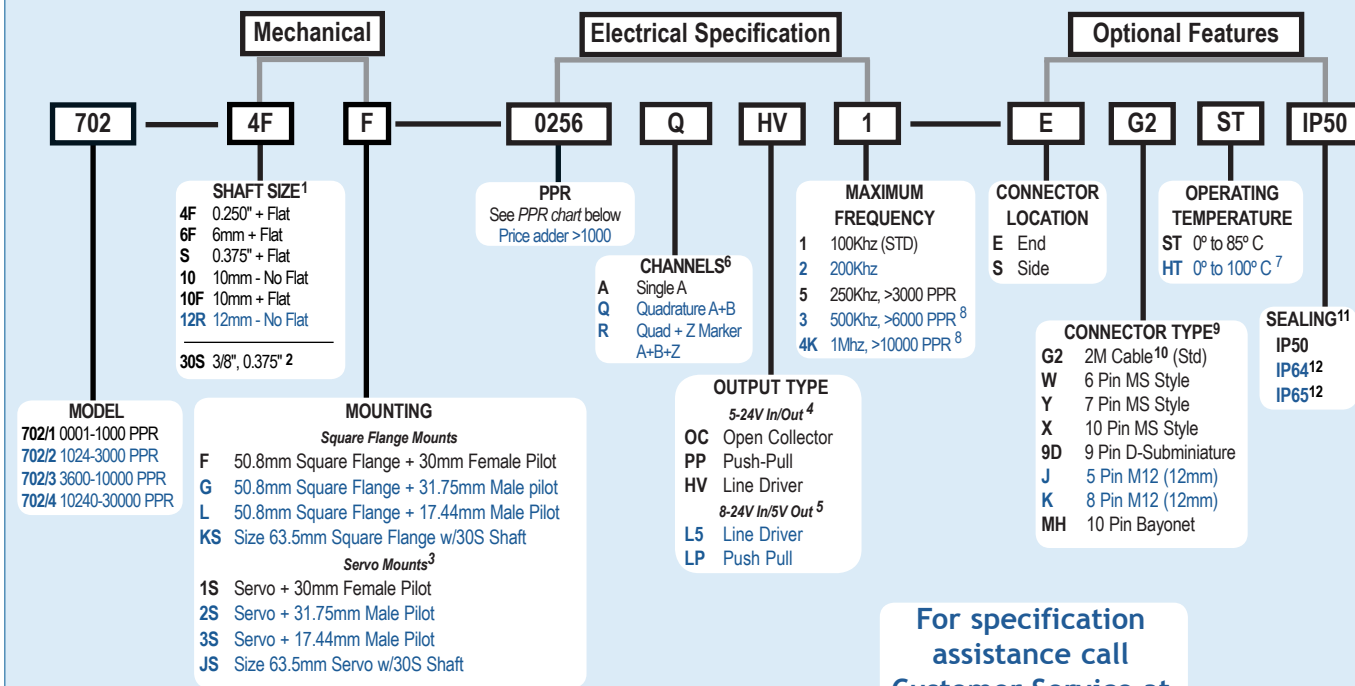 Mechanical
Electrical Specification
Optional Features
702
4F
F
0256
Q
HV
1
E
G2
ST
IP50
SHAFT SIZE1
4F 0.250" + Flat
6F 6mm + Flat
S 0.375" + Flat
10 10mm - No Flat
10F 10mm + Flat
12R 12mm - No Flat
30S 3/8", 0.375" 2
PPR
See PPR chart below
Price adder >1000
MAXIMUM
FREQUENCY
1 100Khz (STD)
2 200Khz
5 250Khz, >3000 PPR
3 500Khz, >6000 PPR 8
4K 1Mhz, >10000 PPR 8
CONNECTOR
LOCATION
E End
S Side
OPERATING
TEMPERATURE
ST 0º to 85º C
HT 0º to 100º C 7
CHANNELS6
A Single A
Q Quadrature A+B
R Quad + Z Marker
A+B+Z
SEALING11
IP50
IP6412
IP6512
CONNECTOR TYPE9
G2 2M Cable10 (Std)
W 6 Pin MS Style
Y 7 Pin MS Style
X 10 Pin MS Style
9D 9 Pin D-Subminiature
J 5 Pin M12 (12mm)
K 8 Pin M12 (12mm)
MH 10 Pin Bayonet
OUTPUT TYPE
5-24V In/Out 4
OC Open Collector
PP Push-Pull
HV Line Driver
8-24V In/5V Out 5
L5 Line Driver
LP Push Pull
MODEL
702/1 0001-1000 PPR
702/2 1024-3000 PPR
702/3 3600-10000 PPR
702/4 10240-30000 PPR
MOUNTING
Square Flange Mounts
F 50.8mm Square Flange + 30mm Female Pilot
G 50.8mm Square Flange + 31.75mm Male pilot
L 50.8mm Square Flange + 17.44mm Male Pilot
KS Size 63.5mm Square Flange w/30S Shaft
Servo Mounts3
1S Servo + 30mm Female Pilot
2S Servo + 31.75mm Male Pilot
3S Servo + 17.44mm Male Pilot
JS Size 63.5mm Servo w/30S Shaft
For specification
assistance call
Customer Service at